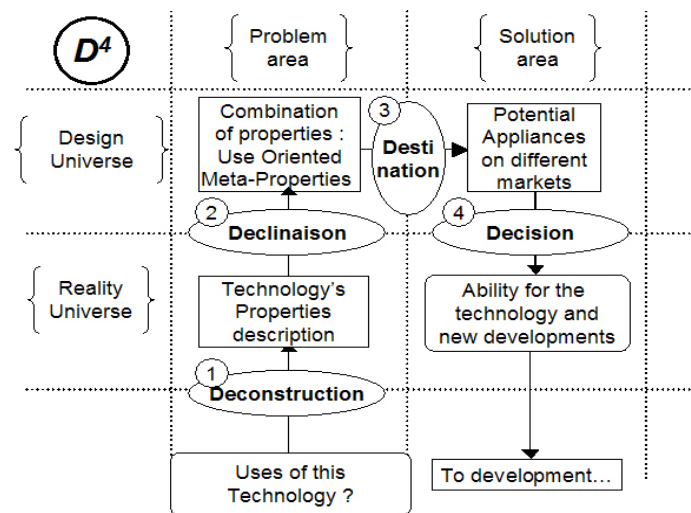 D⁴
Problem
area
Solution
area
Design
Universe
Combination
of properties :
Use Oriented
Meta-Properties
3
Desti
nation
Potential
Appliances
on different
markets
2
Declinaison
4
Decision
Reality
Universe
Technology's
Properties
description
Ability for the
technology and
new developments
1
Deconstruction
Uses of this
Technology ?
To development…